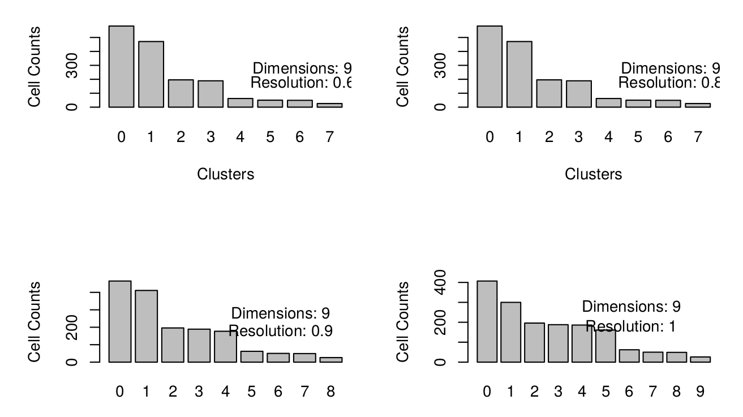 Cell Counts
300
0
Dimensions: 9
Resolution: 0.6
0 1 2 3 4 5 6 7
Clusters
Cell Counts
300
0
Dimensions: 9
Resolution: 0.8
0 1 2 3 4 5 6 7
Clusters
Cell Counts
200
0
Dimensions: 9
Resolution: 0.9
0 1 2 3 4 5 6 7 8
Cell Counts
400
200
0
Dimensions: 9
Resolution: 1
0 1 2 3 4 5 6 7 8 9